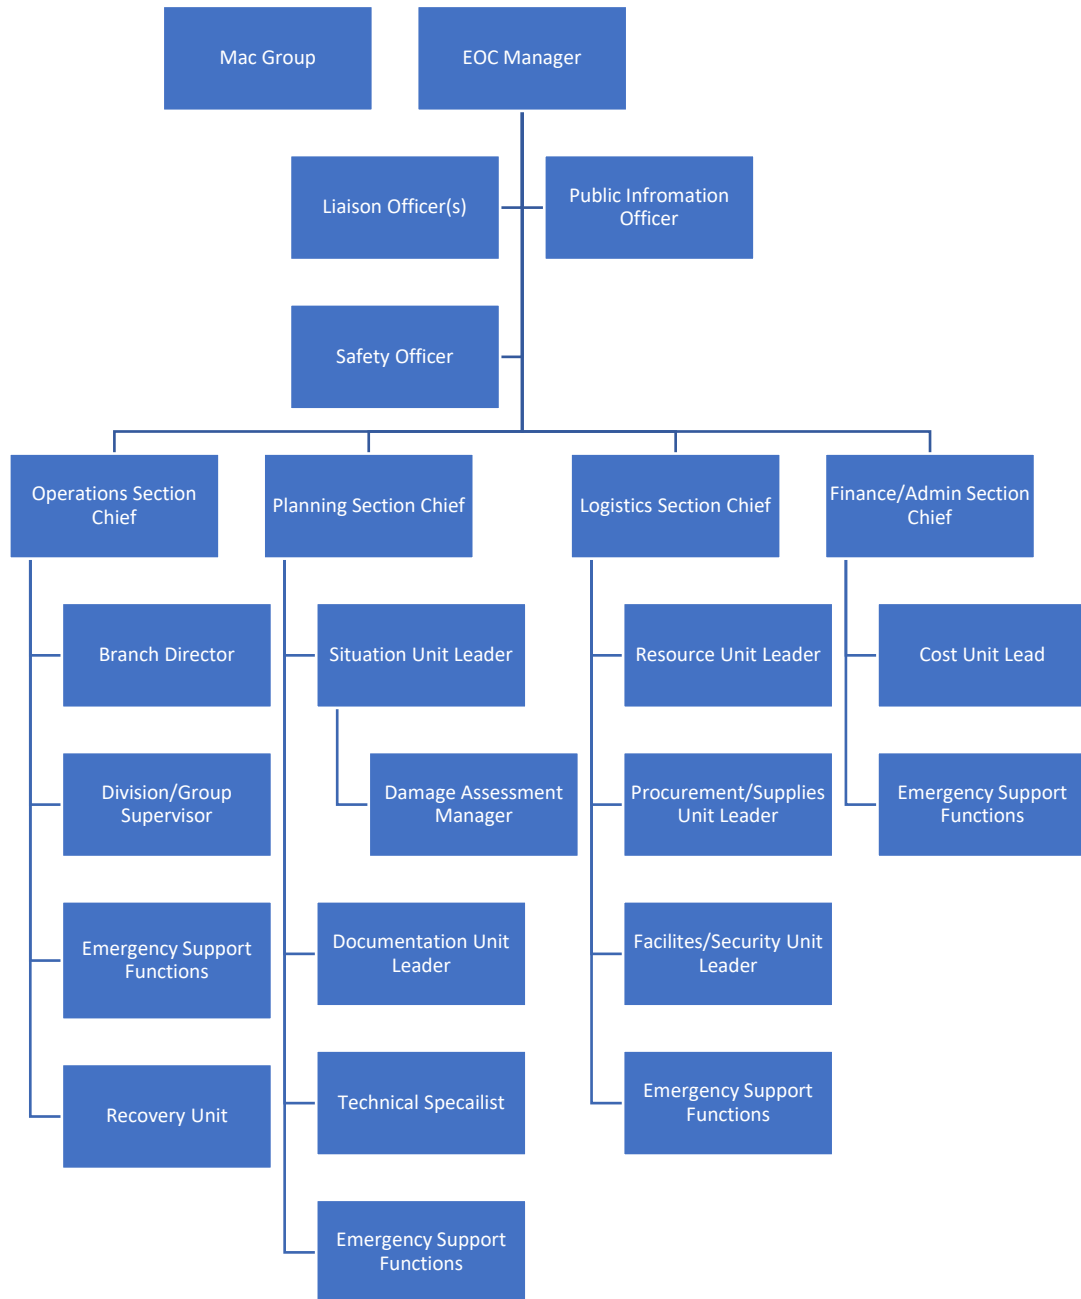 Mac Group
EOC Manager
Liaison Officer(s)
Public Infromation
Officer
Safety Officer
Operations Section
Chief
Planning Section Chief
Logistics Section Chief
Finance/Admin Section
Chief
Branch Director
Situation Unit Leader
Resource Unit Leader
Cost Unit Lead
Division/Group
Supervisor
Damage Assessment
Manager
Procurement/Supplies
Unit Leader
Emergency Support
Functions
Emergency Support
Functions
Documentation Unit
Leader
Facilites/Security Unit
Leader
Recovery Unit
Technical Specailist
Emergency Support
Functions
Emergency Support
Functions